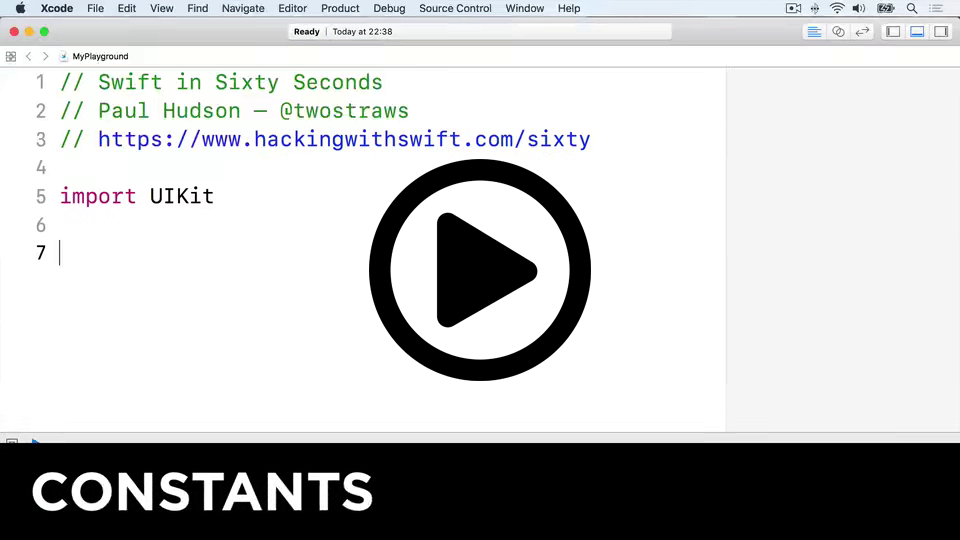 Xcode File Edit View Find Navigate Editor Product Debug Source Control Window Help
Ready | Today at 22:38
MyPlayground
1 // Swift in Sixty Seconds
2 // Paul Hudson — @twostraws
3 // https://www.hackingwithswift.com/sixty
4
5 import UIKit
6
7
CONSTANTS